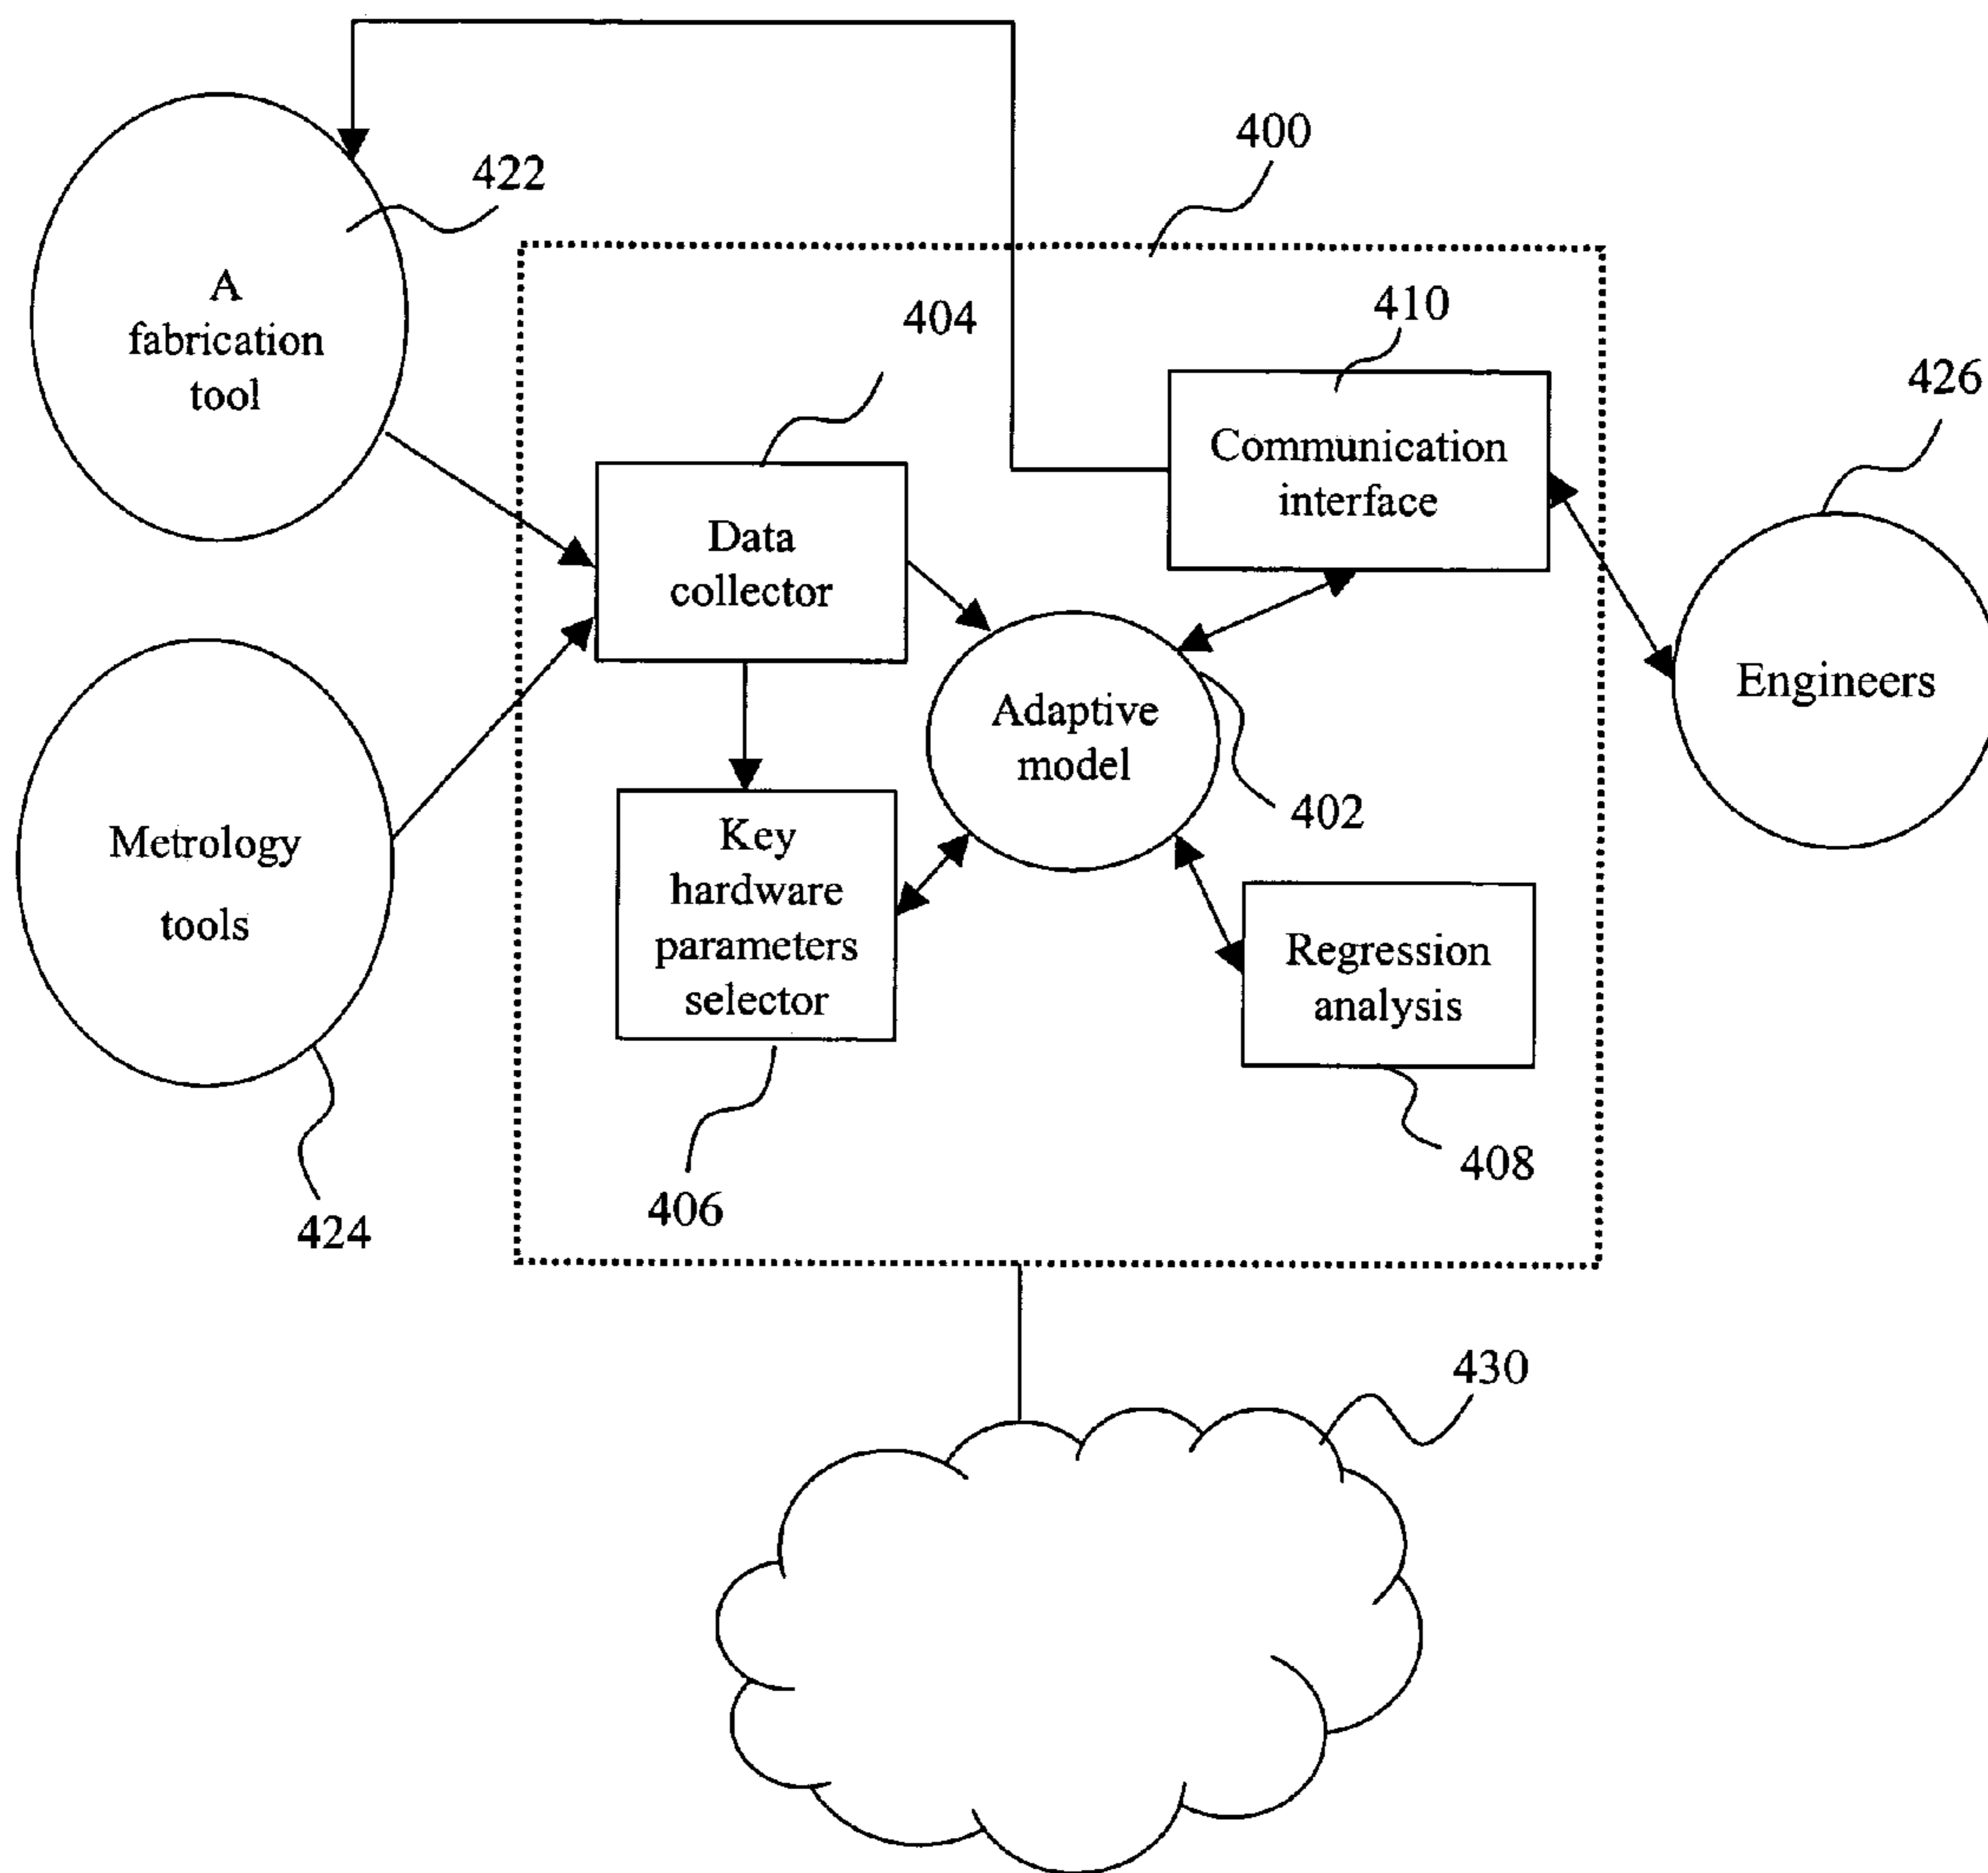 400
422
A
fabrication
tool
404
410
426
Communication
interface
Data
collector
Engineers
Adaptive
model
402
Metrology
tools
Key
hardware
parameters
selector
Regression
analysis
408
406
424
430